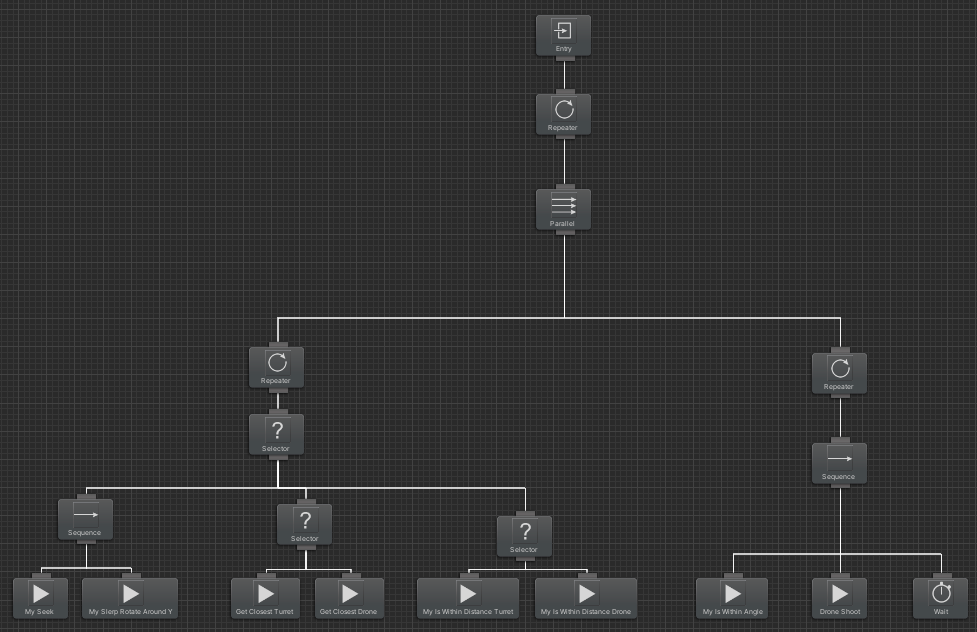 Entry
Repeater
Parallel
Repeater
Repeater
Selector
Sequence
Sequence
Selector
Selector
?
?
?
My Seek
My Slerp Rotate Around Y
Get Closest Turret
Get Closest Drone
My Is Within Distance Turret
My Is Within Distance Drone
My Is Within Angle
Drone Shoot
Wait